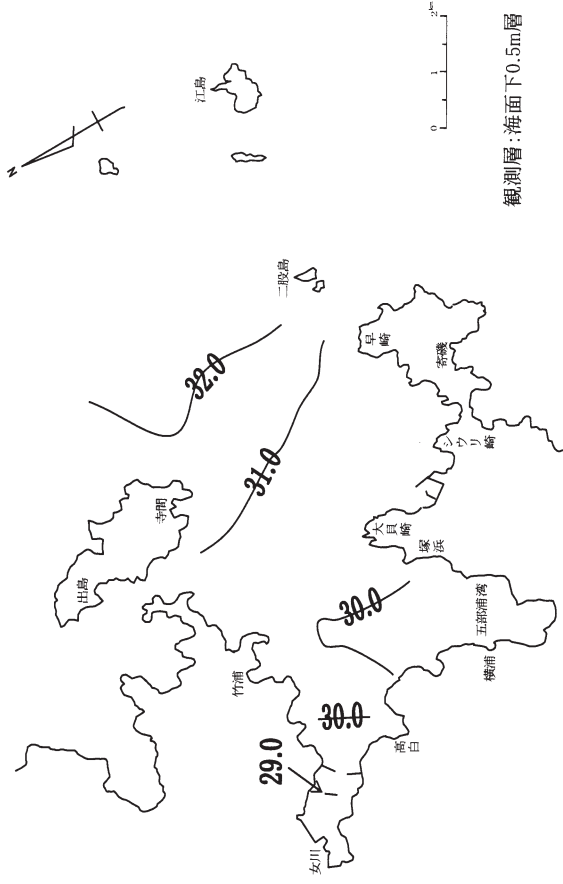 N
江島
0 1 2km
観測層：海面下0.5m層
二股島
32.0
31.0
早崎
寄磯
シウリ崎
寺間
出島
大貝崎
塚浜
30.0
五部浦湾
横浦
竹浦
30.0
高白
29.0
女川